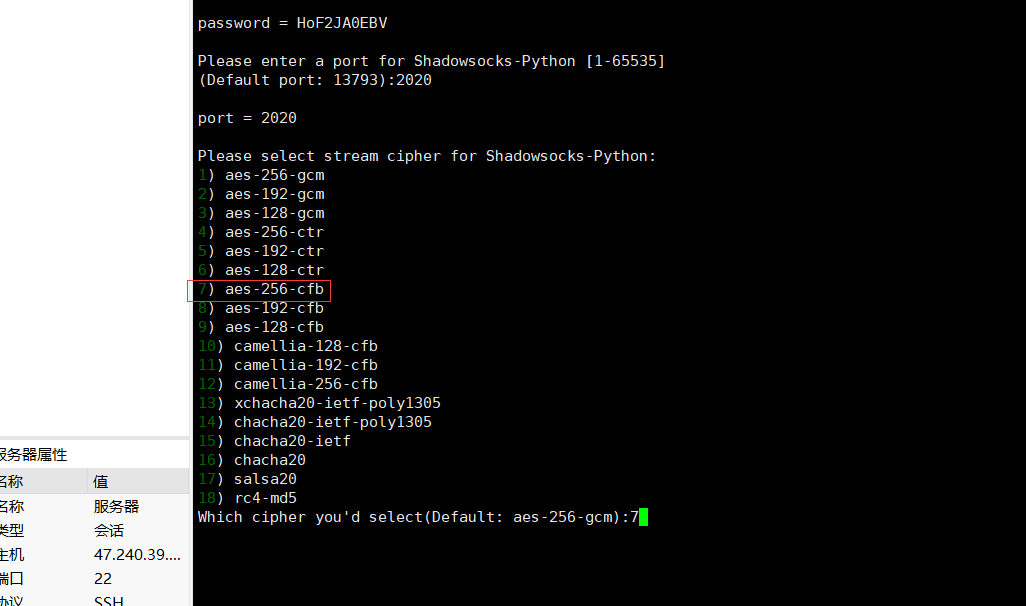 password = HoF2JA0EBV
Please enter a port for Shadowsocks-Python [1-65535]
(Default port: 13793):2020
port = 2020
Please select stream cipher for Shadowsocks-Python:
1) aes-256-gcm
2) aes-192-gcm
3) aes-128-gcm
4) aes-256-ctr
5) aes-192-ctr
6) aes-128-ctr
7) aes-256-cfb
8) aes-192-cfb
9) aes-128-cfb
10) camellia-128-cfb
11) camellia-192-cfb
12) camellia-256-cfb
13) xchacha20-ietf-poly1305
14) chacha20-ietf-poly1305
15) chacha20-ietf
16) chacha20
17) salsa20
18) rc4-md5
Which cipher you'd select(Default: aes-256-gcm):7
服务器属性
名称 值
名称 服务器
类型 会话
主机 47.240.39....
端口 22
协议 SSH